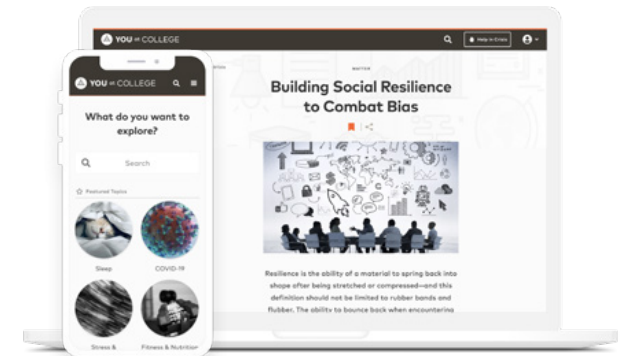 YOU at COLLEGE
Help in Crisis
MATTER
Building Social Resilience
to Combat Bias
Resilience is the ability of a material to spring back into
shape after being stretched or compressed—and this
definition should not be limited to rubber bands and
flubber. The ability to bounce back when encountering
YOU at COLLEGE
What do you want to
explore?
Search
Featured Topics
Sleep
COVID-19
Stress &
Fitness & Nutrition